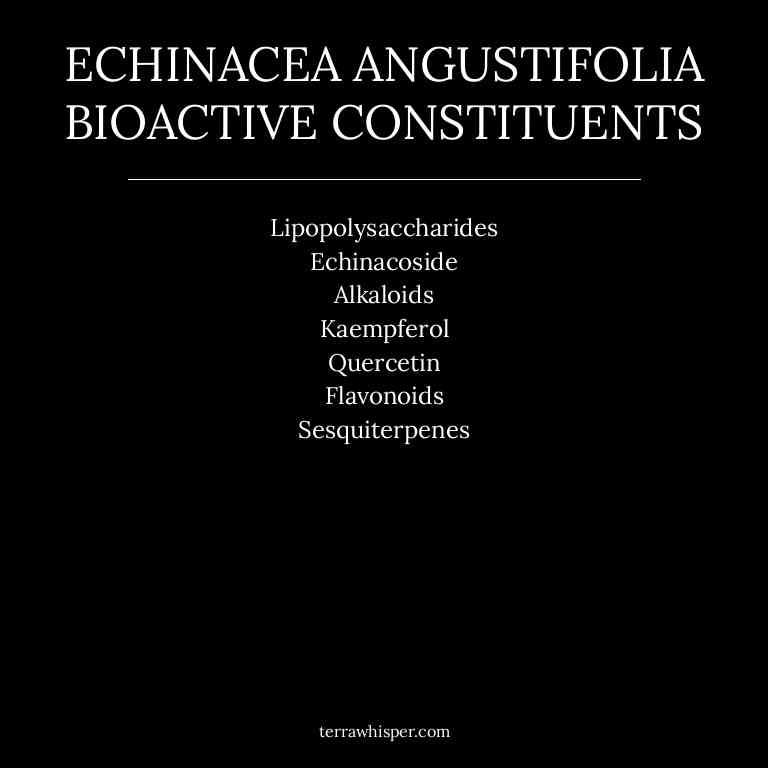 ECHINACEA ANGUSTIFOLIA
BIOACTIVE CONSTITUENTS
Lipopolysaccharides
Echinacoside
Alkaloids
Kaempferol
Quercetin
Flavonoids
Sesquiterpenes
terrawhisper.com